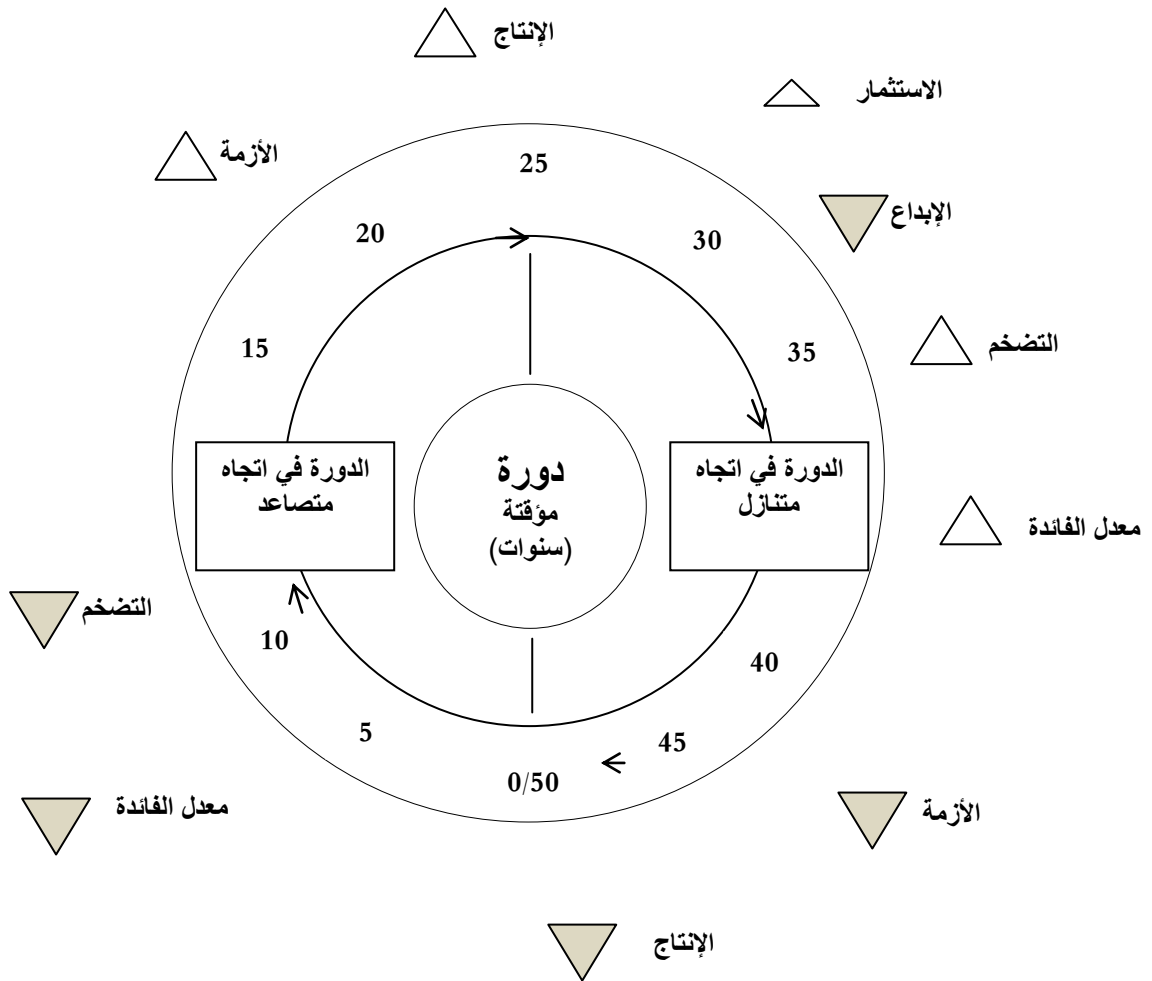 الإنتاج
الاستثمار
الأزمة
25
الإبداع
20
30
التضخم
15
35
الدورة في اتجاه
متصاعد
دورة
مؤقتة
(سنوات)
الدورة في اتجاه
متنازل
معدل الفائدة
التضخم
10
40
5
45
0/50
معدل الفائدة
الأزمة
الإنتاج